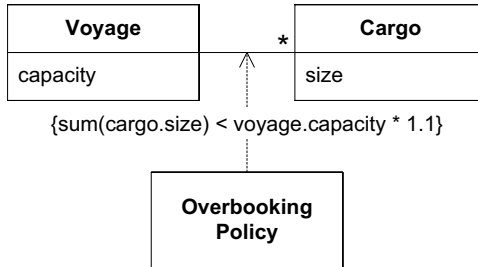 Voyage
capacity
*
Cargo
size
{sum(cargo.size) < voyage.capacity * 1.1}
Overbooking
Policy